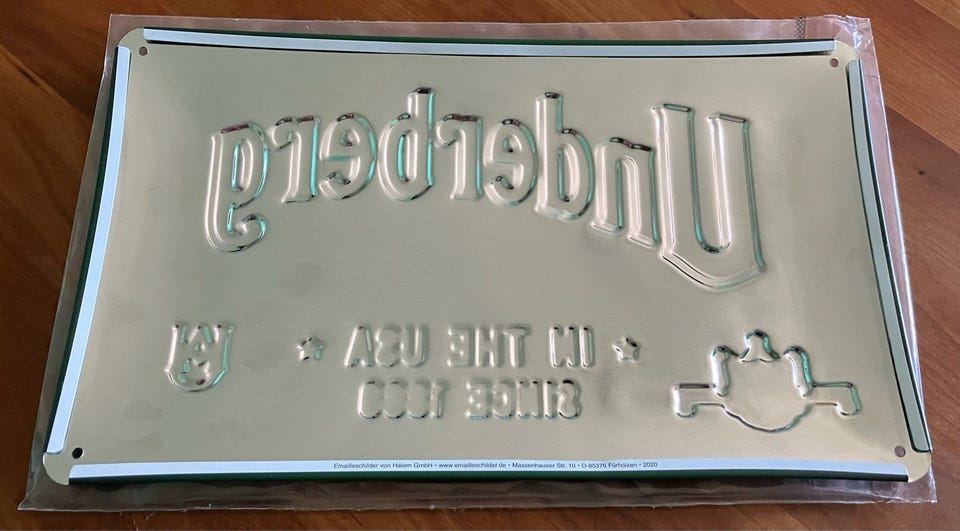 Underberg
IN THE USA
SINCE
Emailleschilder von Halem GmbH • www.emailleschilder.de • Massenhauser Str. 10 • D-85376 Fürholzen • 2020